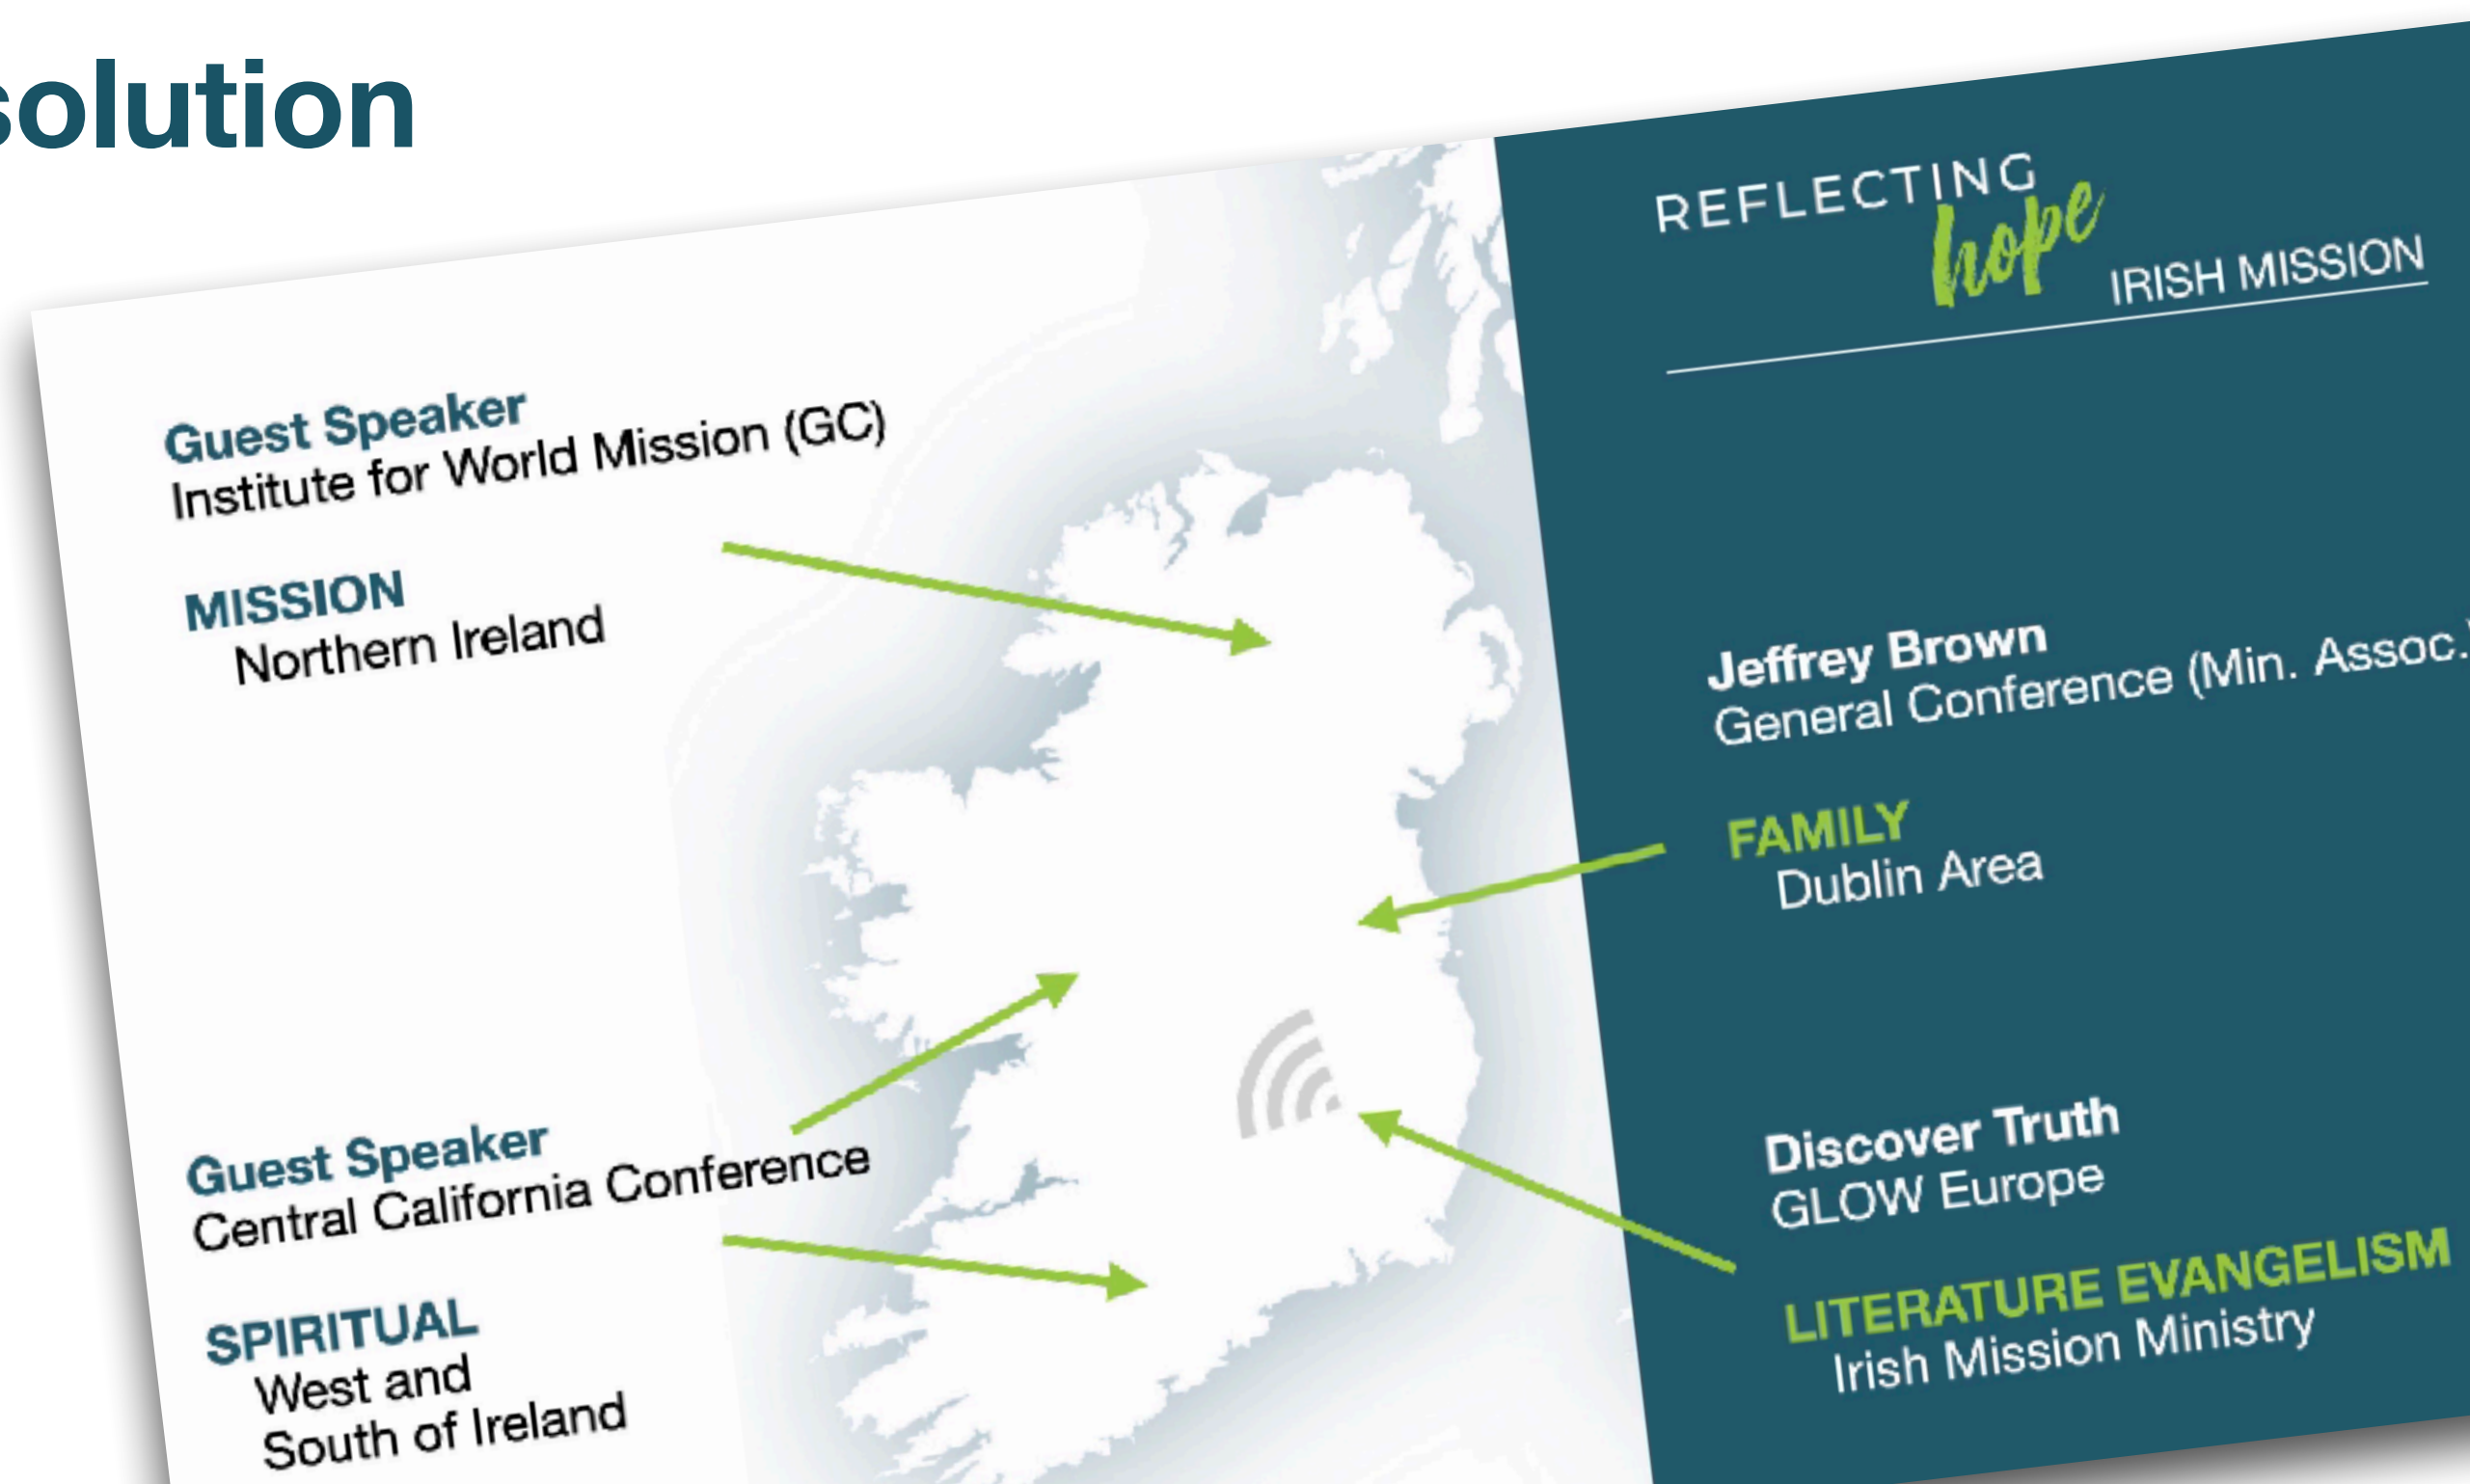 solution
Guest Speaker
Institute for World Mission (GC)
MISSION
Northern Ireland
Guest Speaker
Central California Conference
SPIRITUAL
West and
South of Ireland
REFLECTING
hope
IRISH MISSION
Jeffrey Brown
General Conference (Min. Assoc.)
FAMILY
Dublin Area
Discover Truth
GLOW Europe
LITERATURE EVANGELISM
Irish Mission Ministry